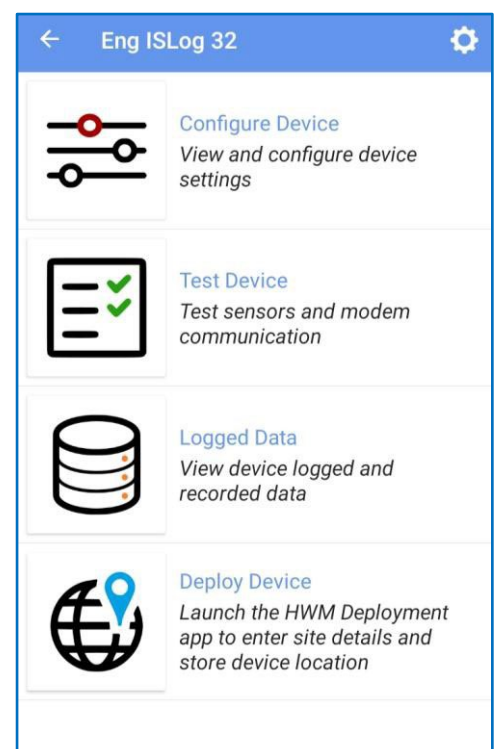 Eng ISLog 32
Configure Device
View and configure device
settings
Test Device
Test sensors and modem
communication
Logged Data
View device logged and
recorded data
Deploy Device
Launch the HWM Deployment
app to enter site details and
store device location